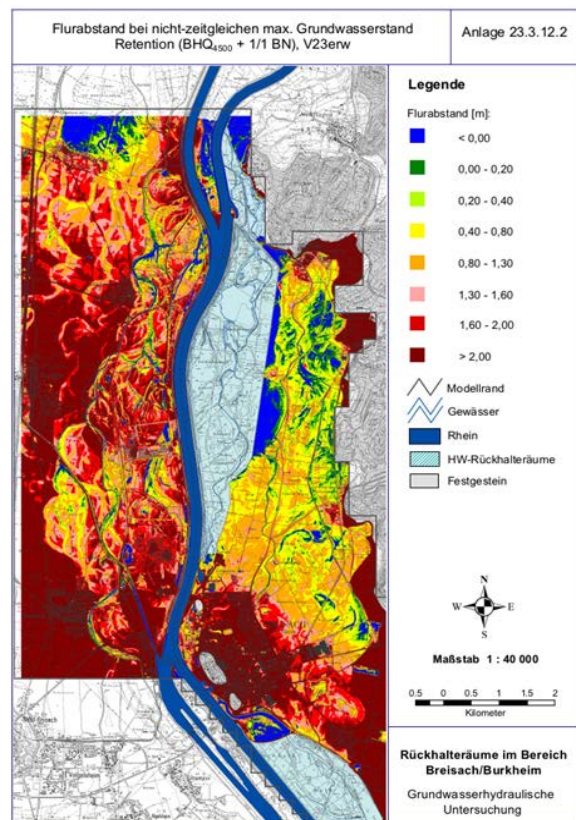 Flurabstand bei nicht-zeitgleichen max. Grundwasserstand
Retention (BHQ4500 + 1/1 BN), V23erw
Anlage 23.3.12.2
Legende
Flurabstand [m]:
< 0,00
0,00 - 0,20
0,20 - 0,40
0,40 - 0,80
0,80 - 1,30
1,30 - 1,60
1,60 - 2,00
> 2,00
Modellrand
Gewässer
Rhein
HW-Rückhalteräume
Festgestein
N
W E
S
Maßstab 1 : 40 000
0.5 0 0.5 1 1.5 2
Kilometer
Rückhalteräume im Bereich
Breisach/Burkheim
Grundwasserhydraulische
Untersuchung